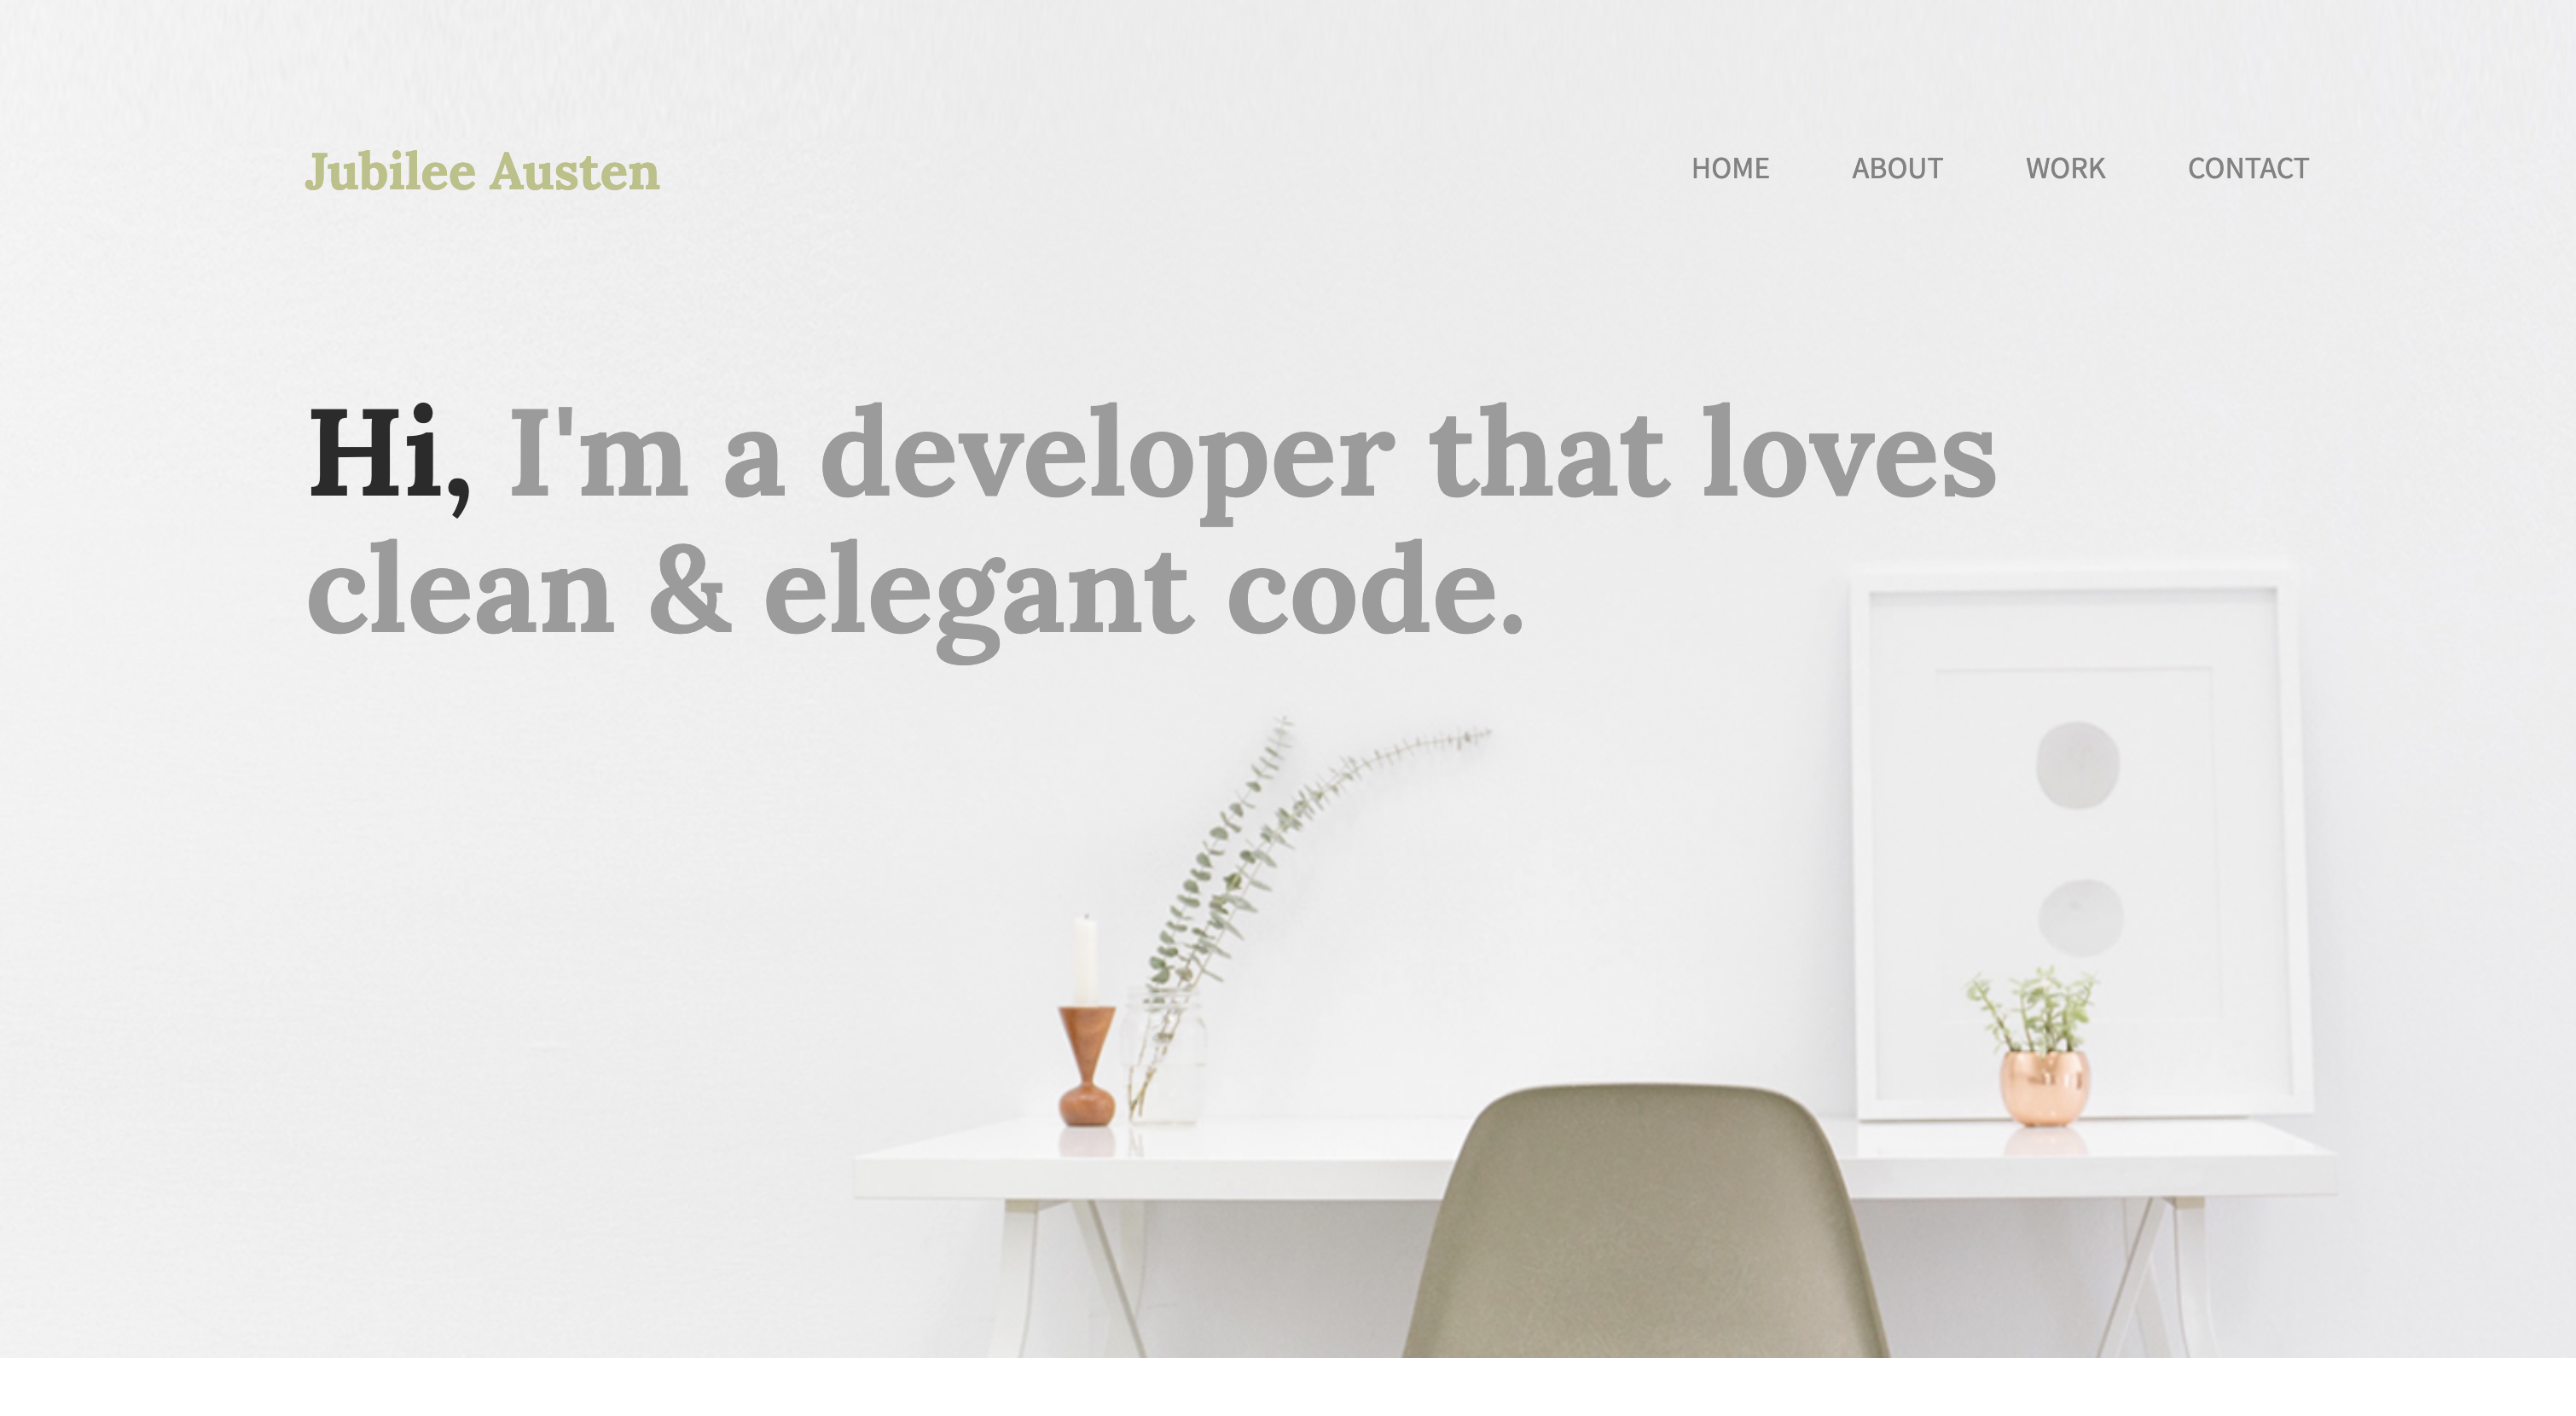 Jubilee Austen
HOME ABOUT WORK CONTACT
Hi, I'm a developer that loves
clean & elegant code.